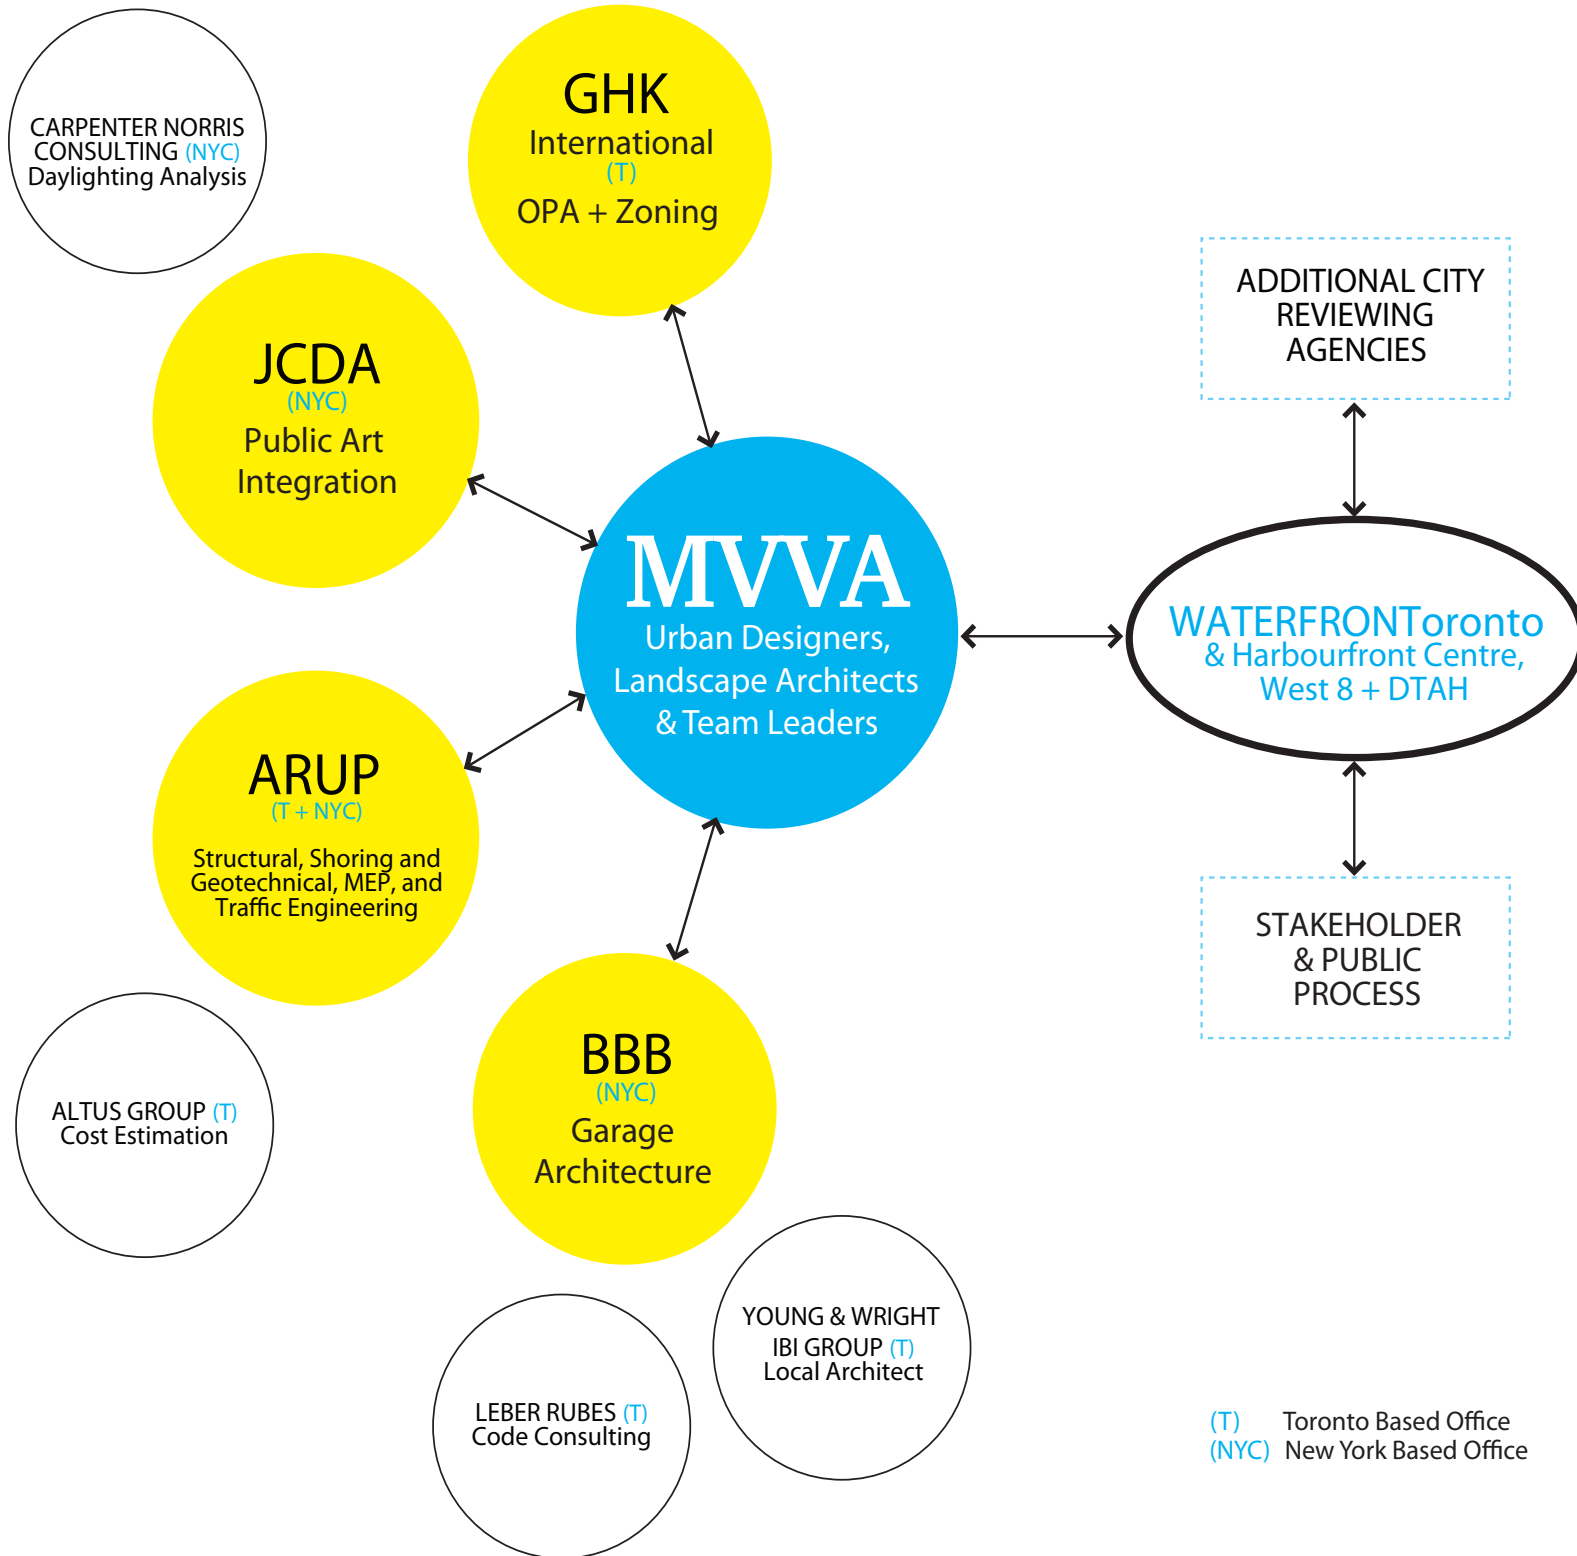 CARPENTER NORRIS
CONSULTING (NYC)
Daylighting Analysis
GHK
International
(T)
OPA + Zoning
JCDA
(NYC)
Public Art
Integration
MVVA
Urban Designers,
Landscape Architects
& Team Leaders
ARUP
(T + NYC)
Structural, Shoring and
Geotechnical, MEP, and
Traffic Engineering
BBB
(NYC)
Garage
Architecture
ALTUS GROUP (T)
Cost Estimation
LEBER RUBES (T)
Code Consulting
YOUNG & WRIGHT
IBI GROUP (T)
Local Architect
ADDITIONAL CITY
REVIEWING
AGENCIES
WATERFRONToronto
& Harbourfront Centre,
West 8 + DTAH
STAKEHOLDER
& PUBLIC
PROCESS
(T) Toronto Based Office
(NYC) New York Based Office